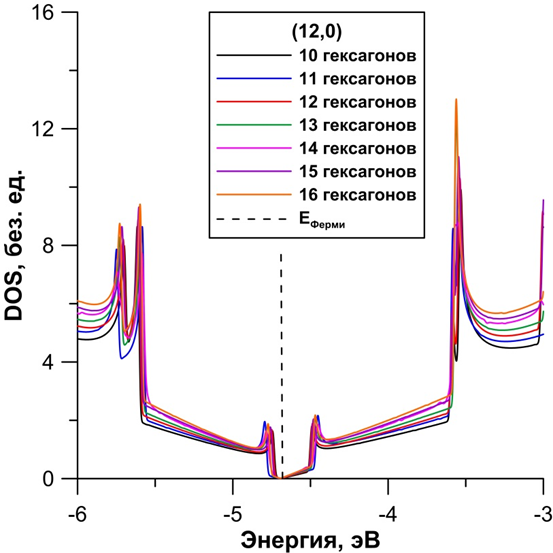 16
12
8
4
0
DOS, без. ед.
(12,0)
10 гексагонов
11 гексагонов
12 гексагонов
13 гексагонов
14 гексагонов
15 гексагонов
16 гексагонов
EФерми
-6
-5
-4
-3
Энергия, эВ